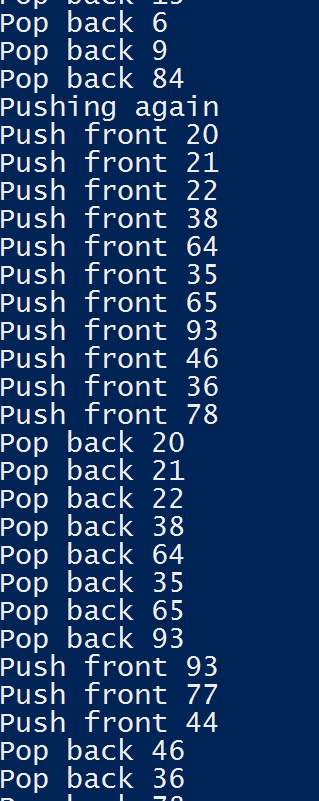 Pop back 6
Pop back 9
Pop back 84
Pushing again
Push front 20
Push front 21
Push front 22
Push front 38
Push front 64
Push front 35
Push front 65
Push front 93
Push front 46
Push front 36
Push front 78
Pop back 20
Pop back 21
Pop back 22
Pop back 38
Pop back 64
Pop back 35
Pop back 65
Pop back 93
Push front 93
Push front 77
Push front 44
Pop back 46
Pop back 36
Pop back 78